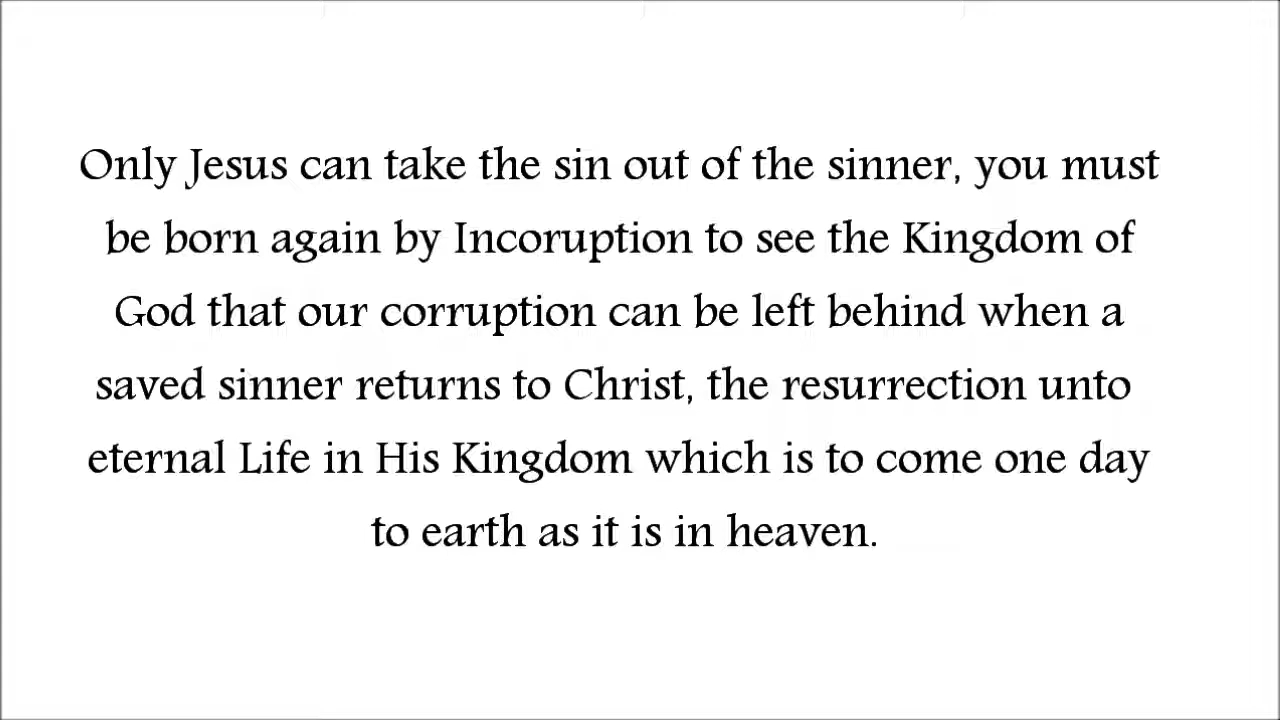 Only Jesus can take the sin out of the sinner, you must
be born again by Incoruption to see the Kingdom of
God that our corruption can be left behind when a
saved sinner returns to Christ, the resurrection unto
eternal Life in His Kingdom which is to come one day
to earth as it is in heaven.